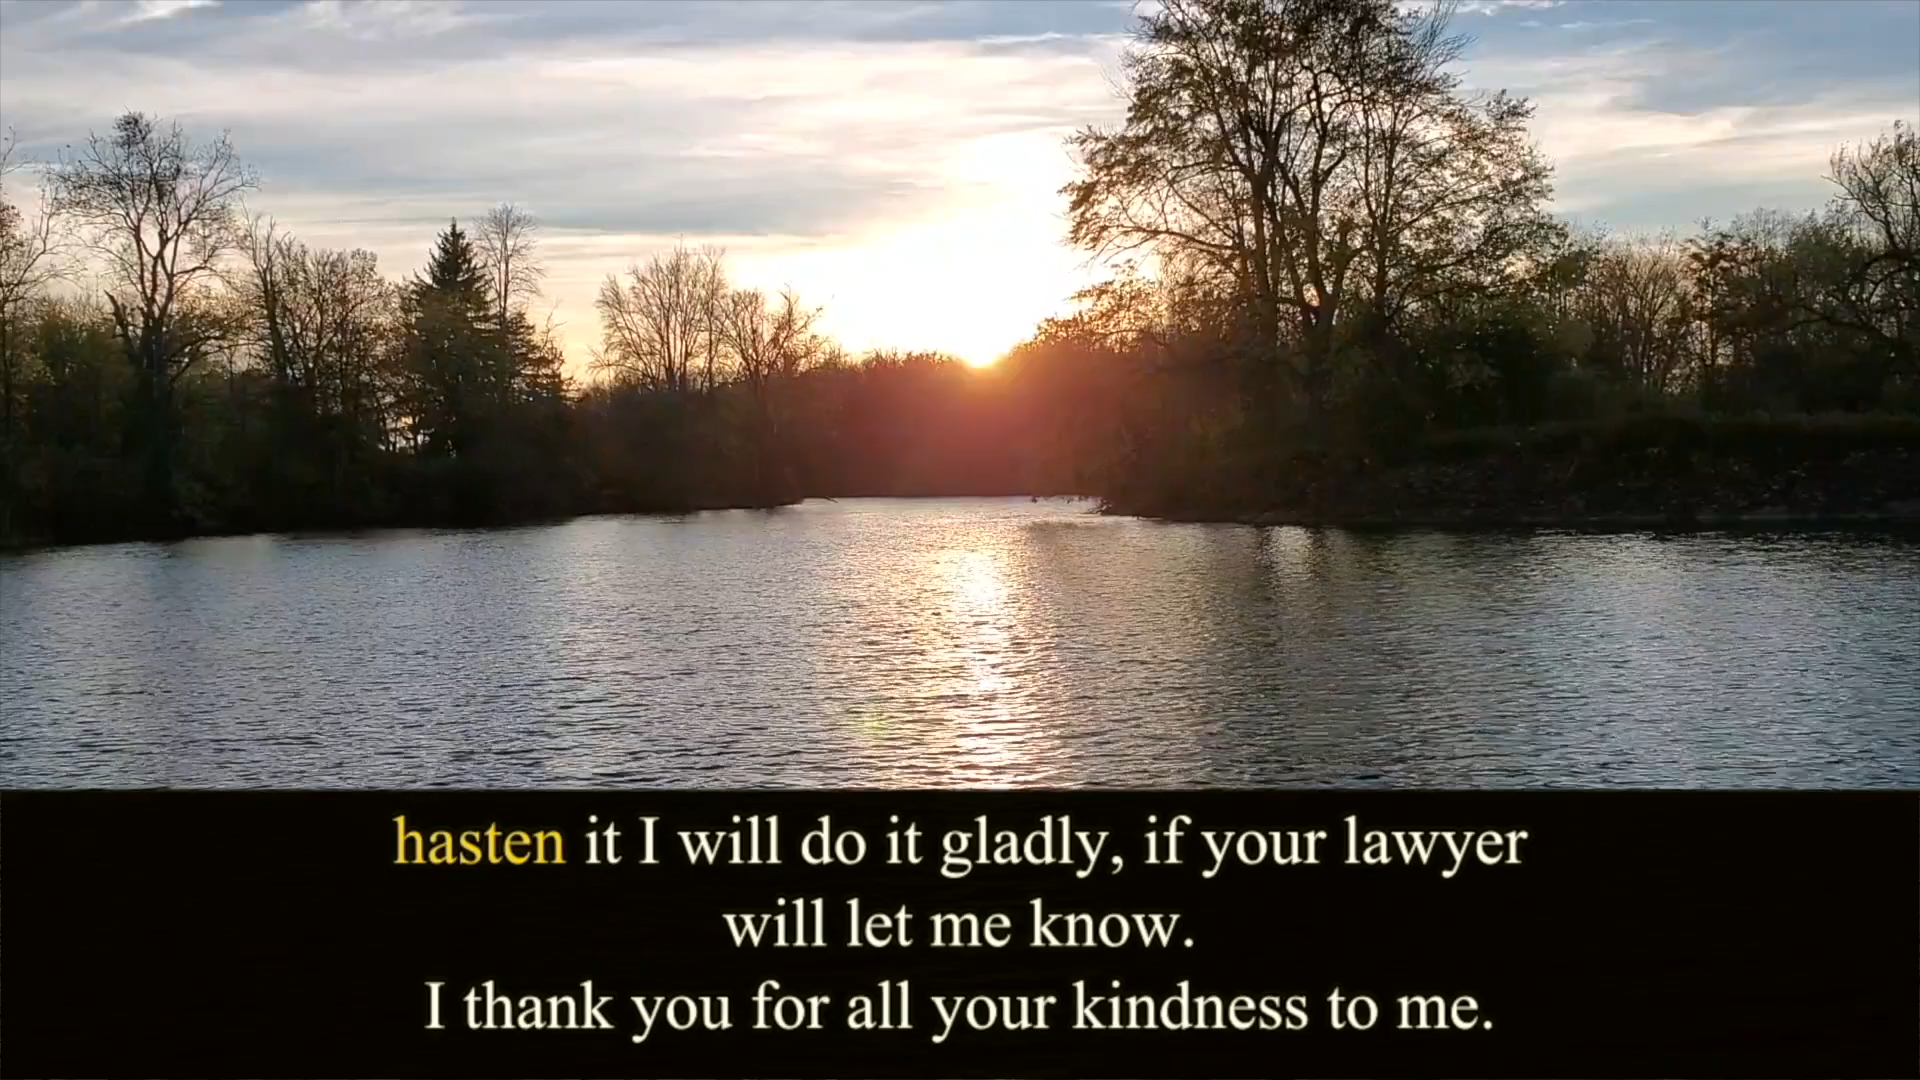 hasten it I will do it gladly, if your lawyer
will let me know.
I thank you for all your kindness to me.